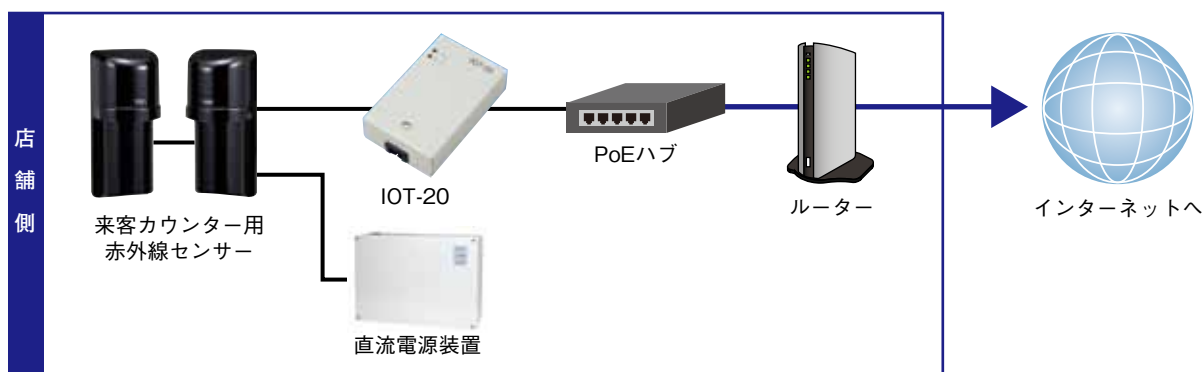 店舗側
来客カウンター用
赤外線センサー
IOT-20
直流電源装置
PoEハブ
ルーター
インターネットへ